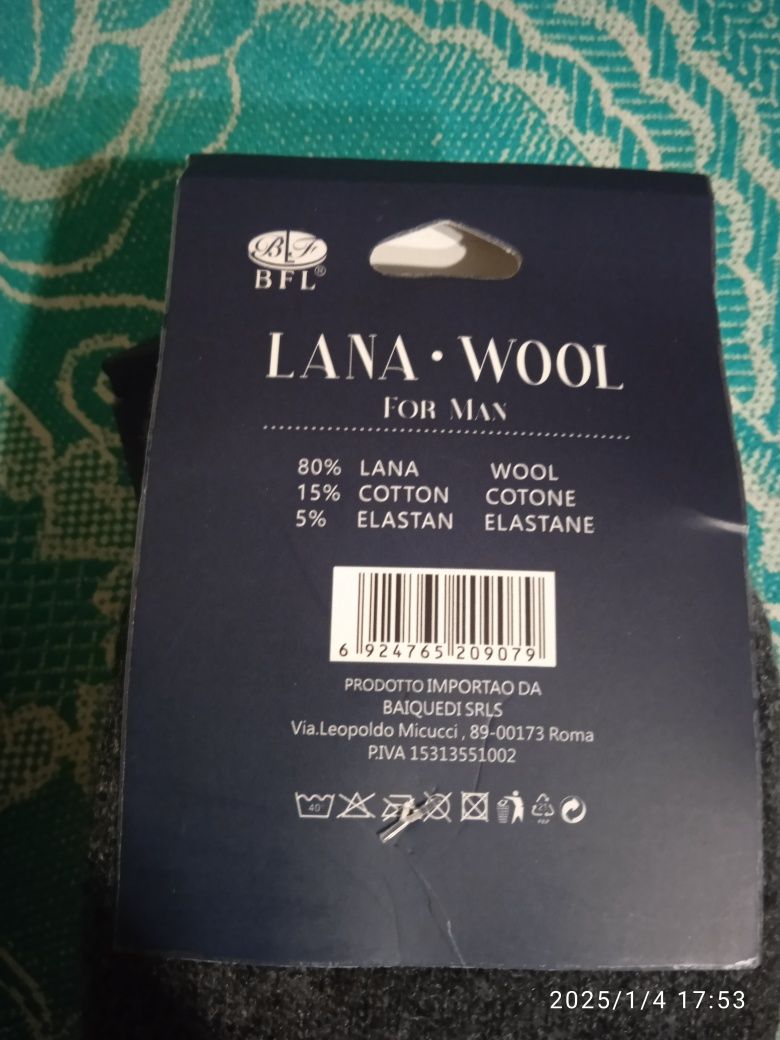 BLF
BFL®
LANA · WOOL
FOR MAN
80% LANA WOOL
15% COTTON COTONE
5% ELASTAN ELASTANE
6 924765 209079
PRODOTTO IMPORTAO DA
BAIQUEDI SRLS
Via.Leopoldo Micucci , 89-00173 Roma
P.IVA 15313551002
40°
2025/1/4 17:53